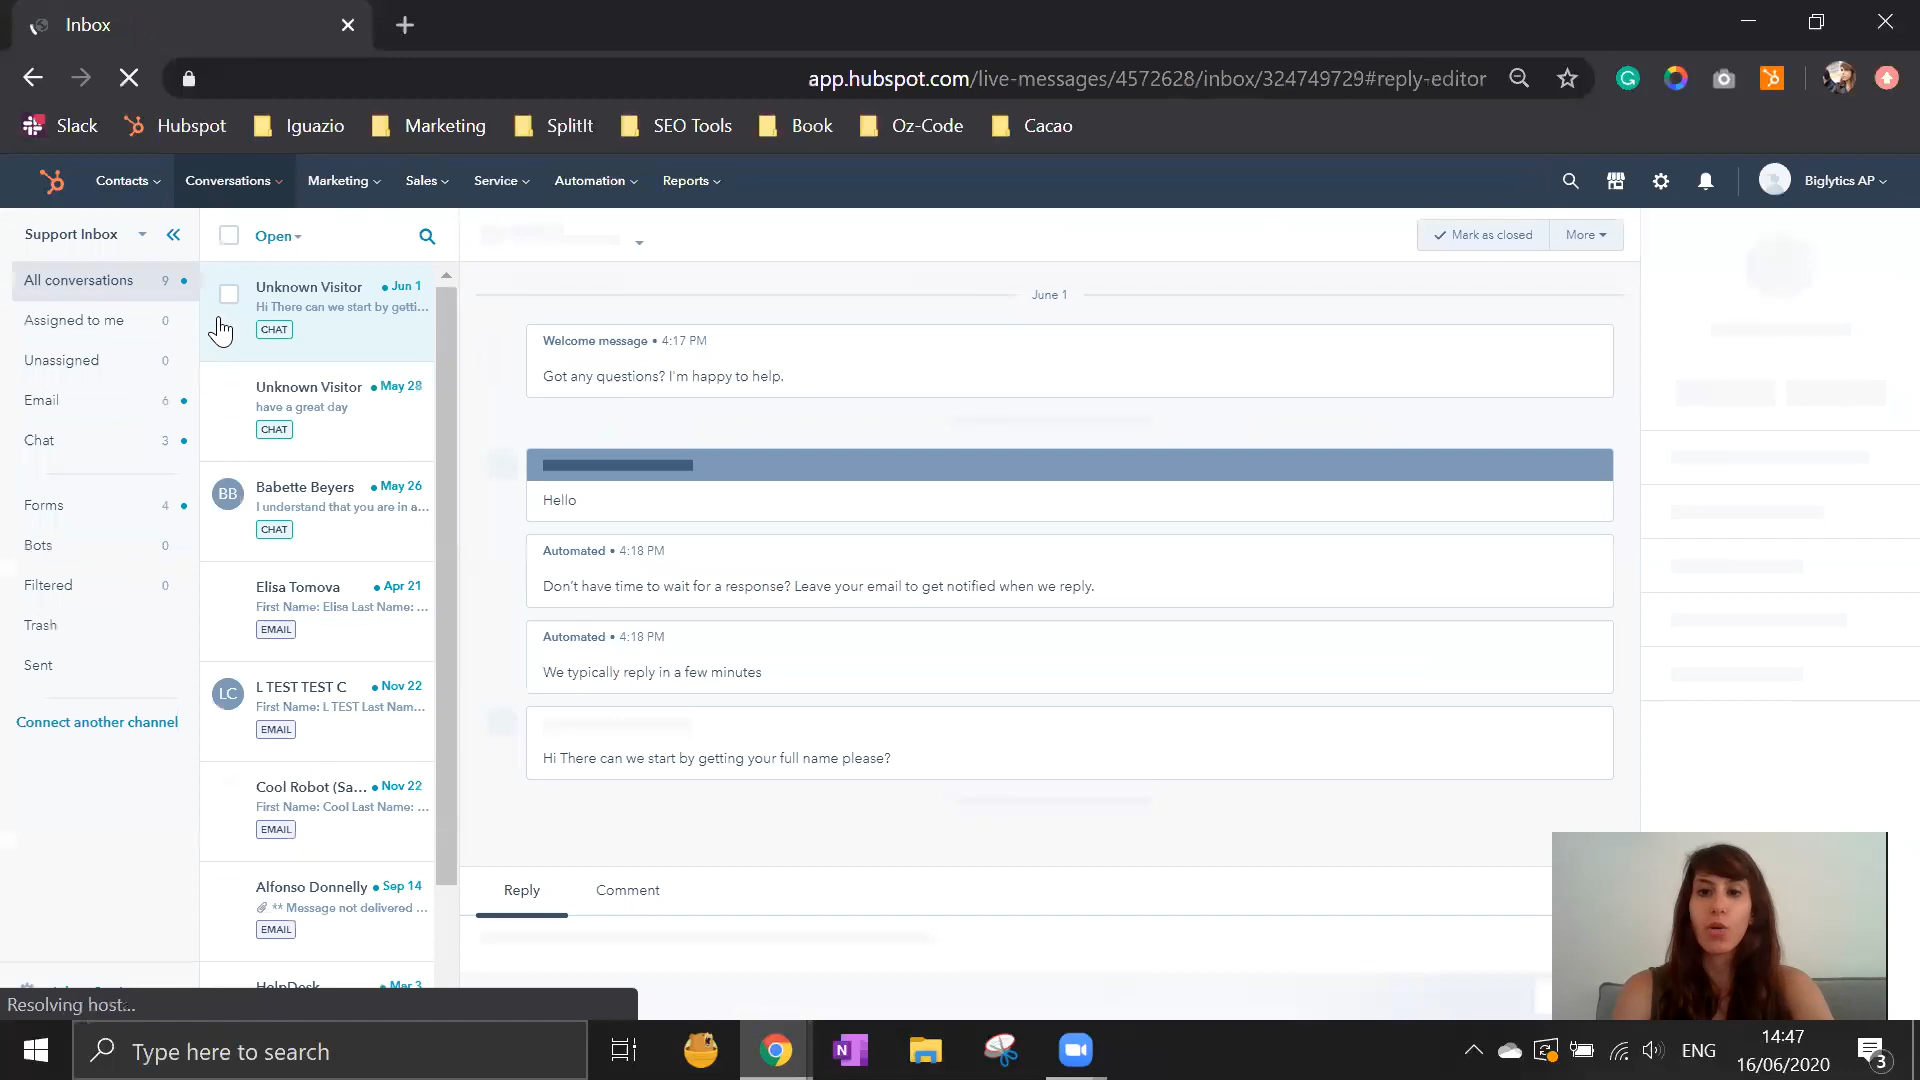 Inbox
app.hubspot.com/live-messages/4572628/inbox/324749729#reply-editor
Slack Hubspot Iguazio Marketing SplitIt SEO Tools Book Oz-Code Cacao
Contacts Conversations Marketing Sales Service Automation Reports Biglytics AP
Support Inbox
All conversations 9
Assigned to me 0
Unassigned 0
Email 6
Chat 3
Forms 4
Bots 0
Filtered 0
Trash
Sent
Connect another channel
Open
Unknown Visitor • Jun 1
Hi There can we start by getti...
CHAT
Unknown Visitor • May 28
have a great day
CHAT
BB
Babette Beyers • May 26
I understand that you are in a...
CHAT
Elisa Tomova • Apr 21
First Name: Elisa Last Name: ...
EMAIL
LC
L TEST TEST C • Nov 22
First Name: L TEST Last Nam...
EMAIL
Cool Robot (Sa... • Nov 22
First Name: Cool Last Name: ...
EMAIL
Alfonso Donnelly • Sep 14
** Message not delivered ...
EMAIL
HelpDesk • Mar 3
Mark as closed More
June 1
Welcome message • 4:17 PM
Got any questions? I'm happy to help.
Hello
Automated • 4:18 PM
Don't have time to wait for a response? Leave your email to get notified when we reply.
Automated • 4:18 PM
We typically reply in a few minutes
Hi There can we start by getting your full name please?
Reply Comment
Resolving host...
Type here to search
N
ENG
14:47
16/06/2020
3